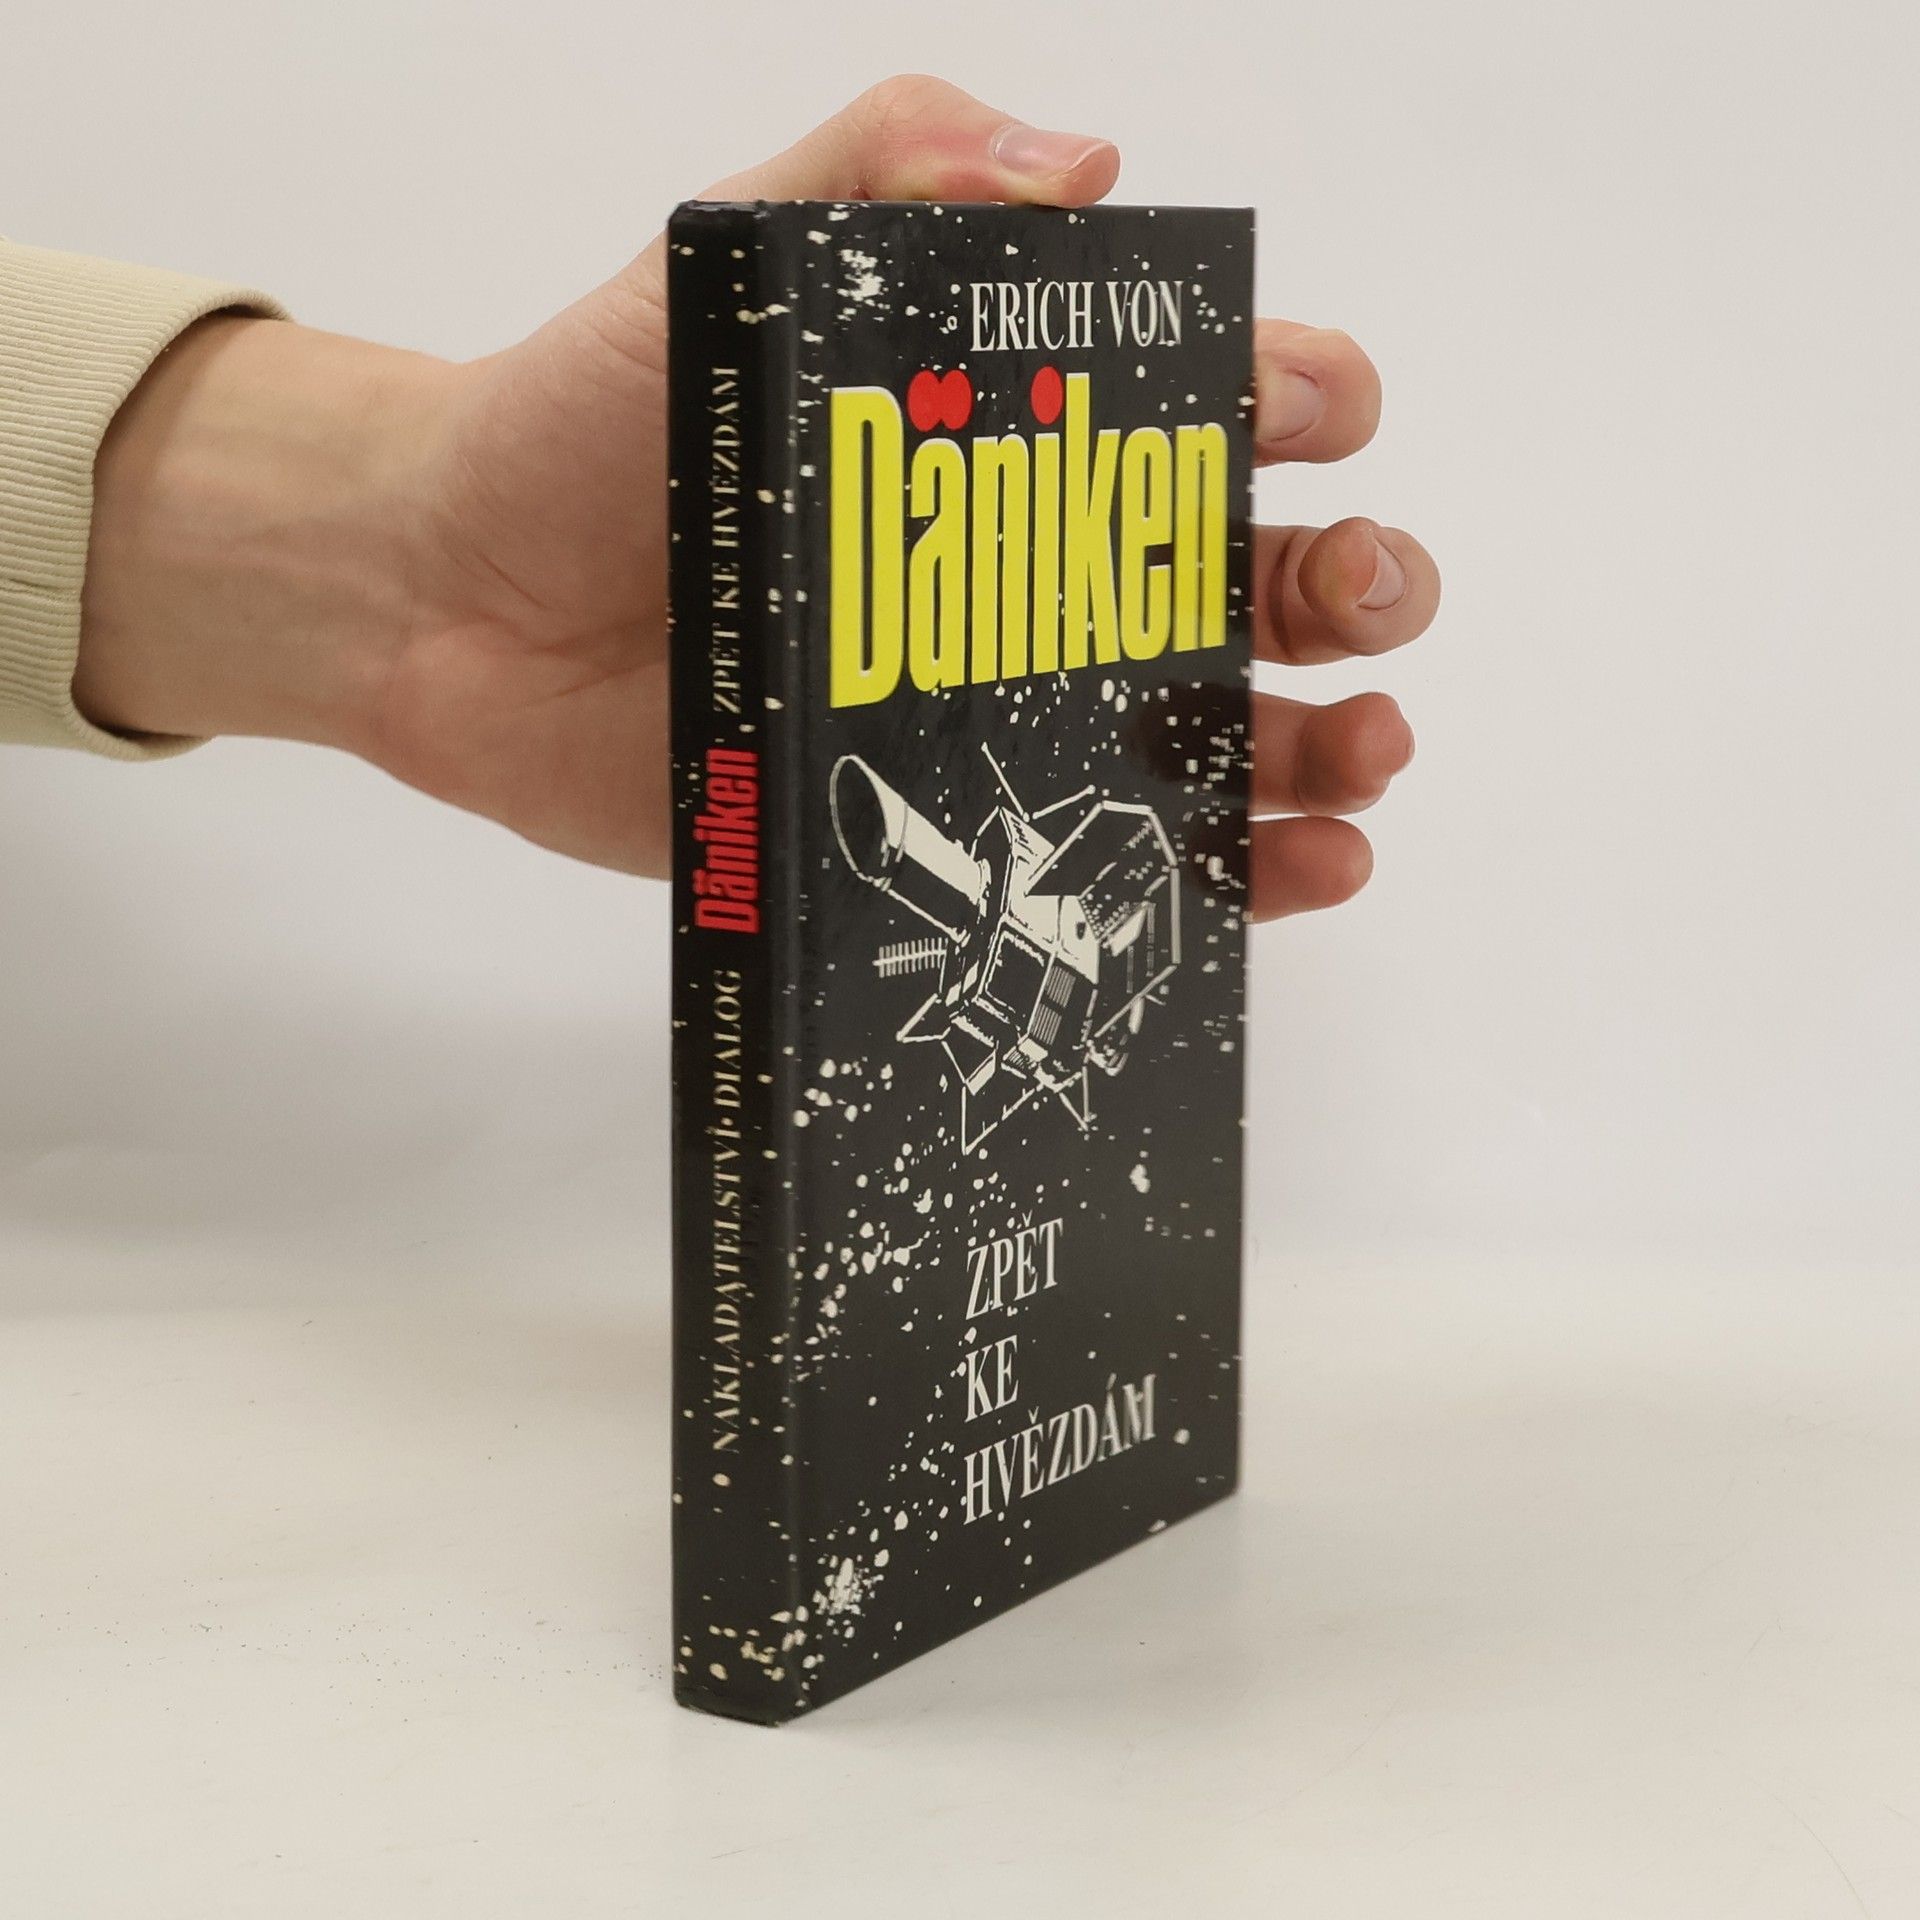 ERICH VON
Däniken
ZPĚT
KE
HVĚZDÁM
NAKLADATELSTVÍ DIALOG Däniken ZPĚT KE HVĚZDÁM